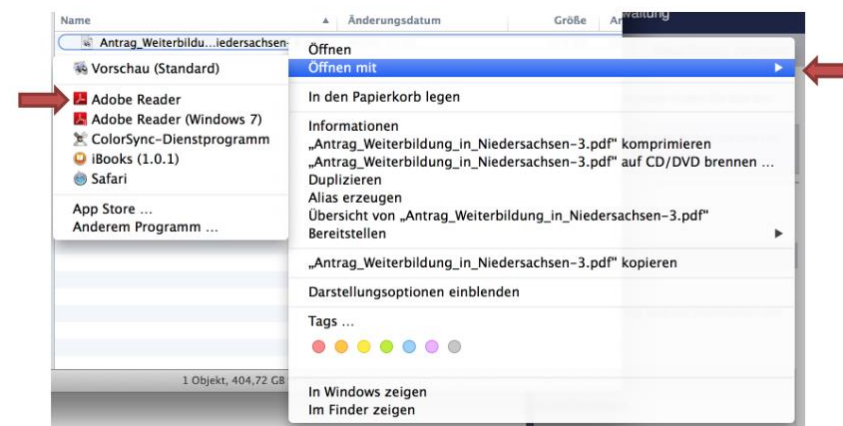 Name Änderungsdatum Größe
Antrag_Weiterbildu...iedersachsen-
Vorschau (Standard)
Adobe Reader
Adobe Reader (Windows 7)
ColorSync-Dienstprogramm
iBooks (1.0.1)
Safari
App Store ...
Anderem Programm ...
Öffnen
Öffnen mit
In den Papierkorb legen
Informationen
„Antrag_Weiterbildung_in_Niedersachsen-3.pdf“ komprimieren
„Antrag_Weiterbildung_in_Niedersachsen-3.pdf“ auf CD/DVD brennen ...
Duplizieren
Alias erzeugen
Übersicht von „Antrag_Weiterbildung_in_Niedersachsen-3.pdf“
Bereitstellen
„Antrag_Weiterbildung_in_Niedersachsen-3.pdf“ kopieren
Darstellungsoptionen einblenden
Tags ...
In Windows zeigen
Im Finder zeigen
1 Objekt, 404,72 GB